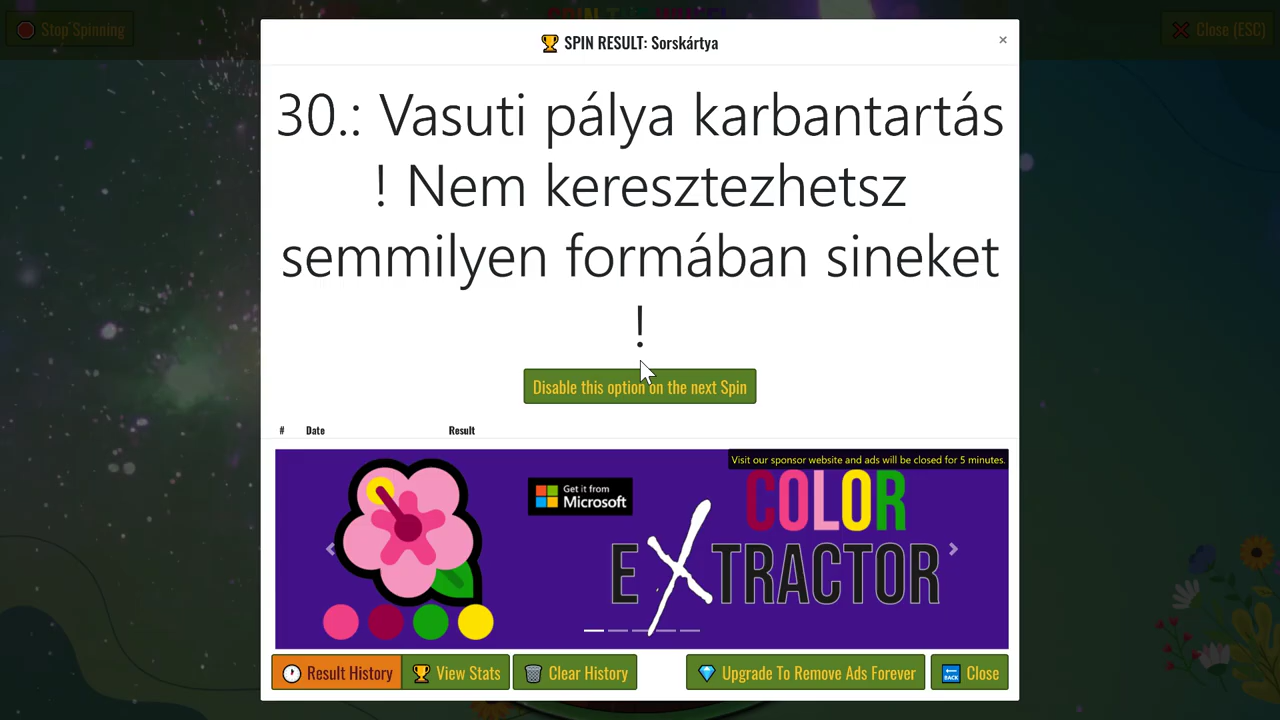 Stop Spinning
Close (ESC)
SPIN RESULT: Sorskártya
×
30.: Vasuti pálya karbantartás
! Nem keresztezhetsz
semmilyen formában sineket
!
Disable this option on the next Spin
# Date Result
Visit our sponsor website and ads will be closed for 5 minutes.
Get it from
Microsoft
COLOR
EXTRACTOR
Result History View Stats Clear History Upgrade To Remove Ads Forever BACK Close